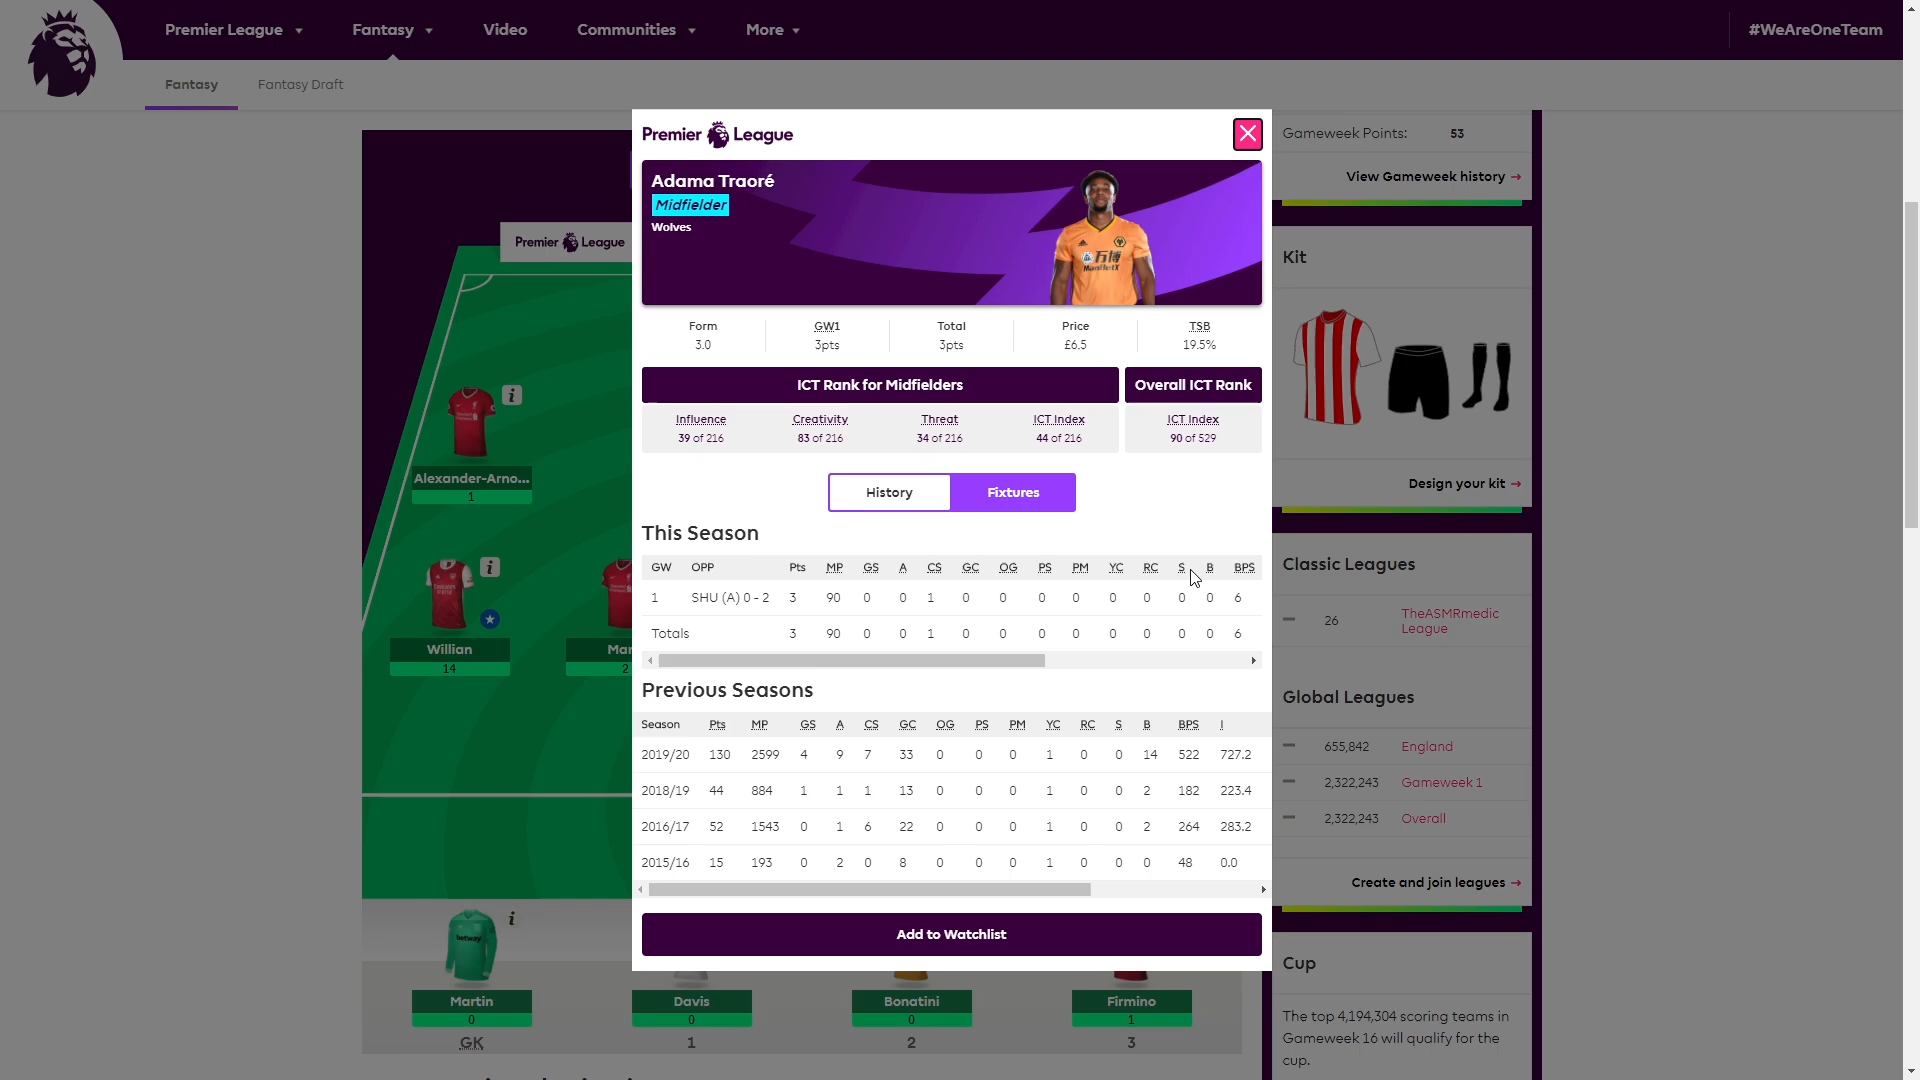 Premier League
Fantasy
Video
Communities
More
#WeAreOneTeam
Fantasy
Fantasy Draft
Premier League
Alexander-Arno...
1
Willian
14
Mar
2
Martin
0
GK
Davis
0
1
Bonatini
0
2
Firmino
1
3
Premier League
Adama Traoré
Midfielder
Wolves
ManBetX
Form GW1 Total Price TSB
3.0 3pts 3pts £6.5 19.5%
ICT Rank for Midfielders Overall ICT Rank
Influence Creativity Threat ICT Index ICT Index
39 of 216 83 of 216 34 of 216 44 of 216 90 of 529
History Fixtures
This Season
GW OPP Pts MP GS A CS GC OG PS PM YC RC S B BPS
1 SHU (A) 0 - 2 3 90 0 0 1 0 0 0 0 0 0 0 0 6
Totals 3 90 0 0 1 0 0 0 0 0 0 0 0 6
Previous Seasons
Season Pts MP GS A CS GC OG PS PM YC RC S B BPS I
2019/20 130 2599 4 9 7 33 0 0 0 1 0 0 14 522 727.2
2018/19 44 884 1 1 1 13 0 0 0 1 0 0 2 182 223.4
2016/17 52 1543 0 1 6 22 0 0 0 1 0 0 2 264 283.2
2015/16 15 193 0 2 0 8 0 0 0 1 0 0 0 48 0.0
Add to Watchlist
Gameweek Points: 53
View Gameweek history
Kit
Design your kit
Classic Leagues
26 TheASMRmedic
League
Global Leagues
655,842 England
2,322,243 Gameweek 1
2,322,243 Overall
Create and join leagues
Cup
The top 4,194,304 scoring teams in
Gameweek 16 will qualify for the
cup.
betway